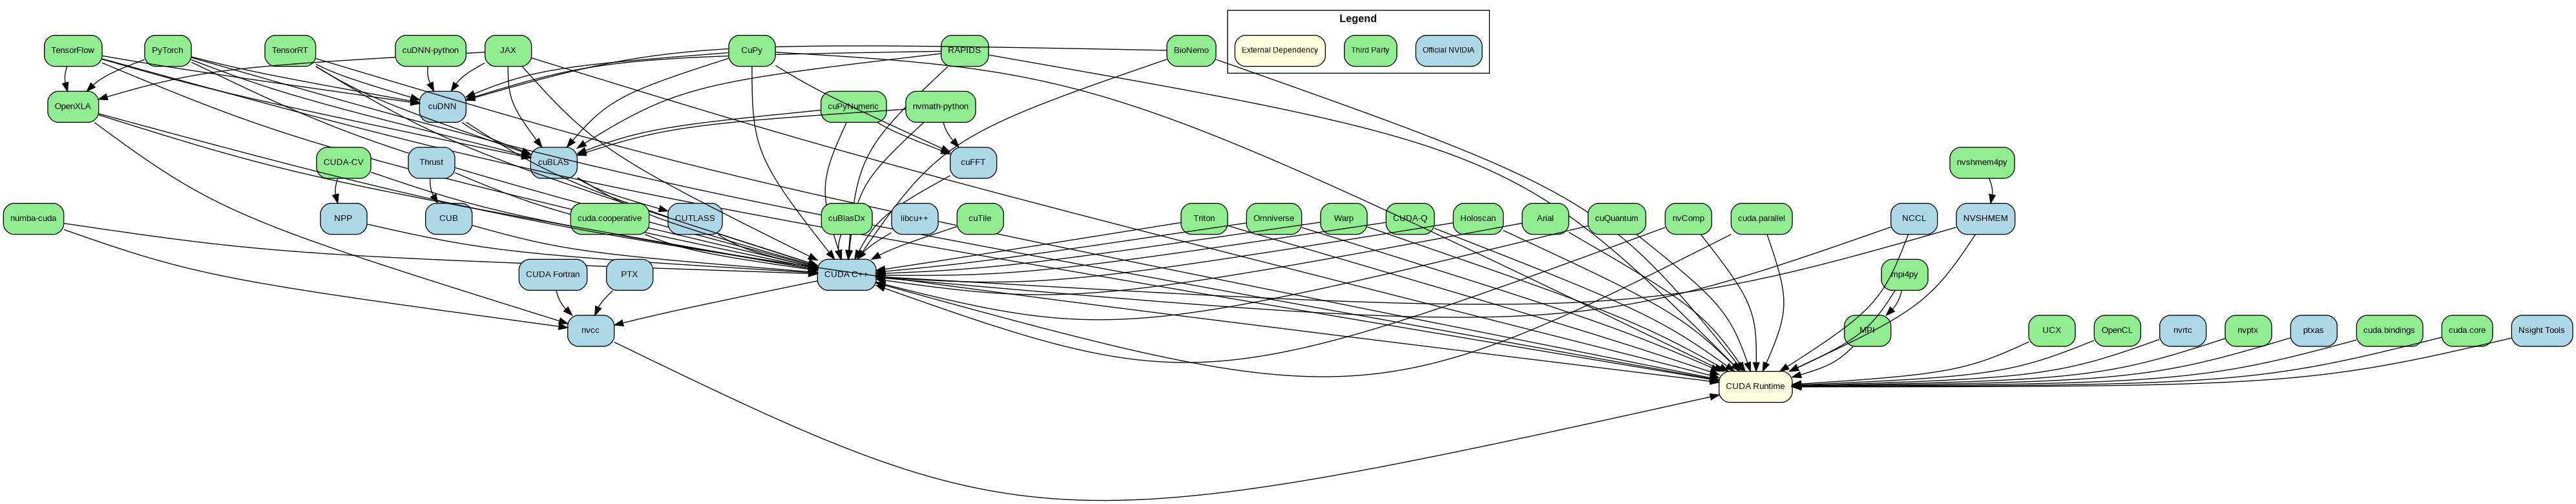 Legend
TensorFlow
PyTorch
TensorRT
cuDNN-python
JAX
CuPy
RAPIDS
BioNemo
External Dependency
Third Party
Official NVIDIA
OpenXLA
cuDNN
cuPyNumeric
nvmath-python
CUDA-CV
Thrust
cuBLAS
cuFFT
nvshmem4py
numba-cuda
NPP
CUB
cuda.cooperative
CUTLASS
cuBlasDx
libcu++
cuTile
Triton
Omniverse
Warp
CUDA-Q
Holoscan
Arial
cuQuantum
nvComp
cuda.parallel
NCCL
NVSHMEM
CUDA Fortran
PTX
CUDA C++
mpi4py
nvcc
MPI
UCX
OpenCL
nvrtc
nvptx
ptxas
cuda.bindings
cuda.core
Nsight Tools
CUDA Runtime